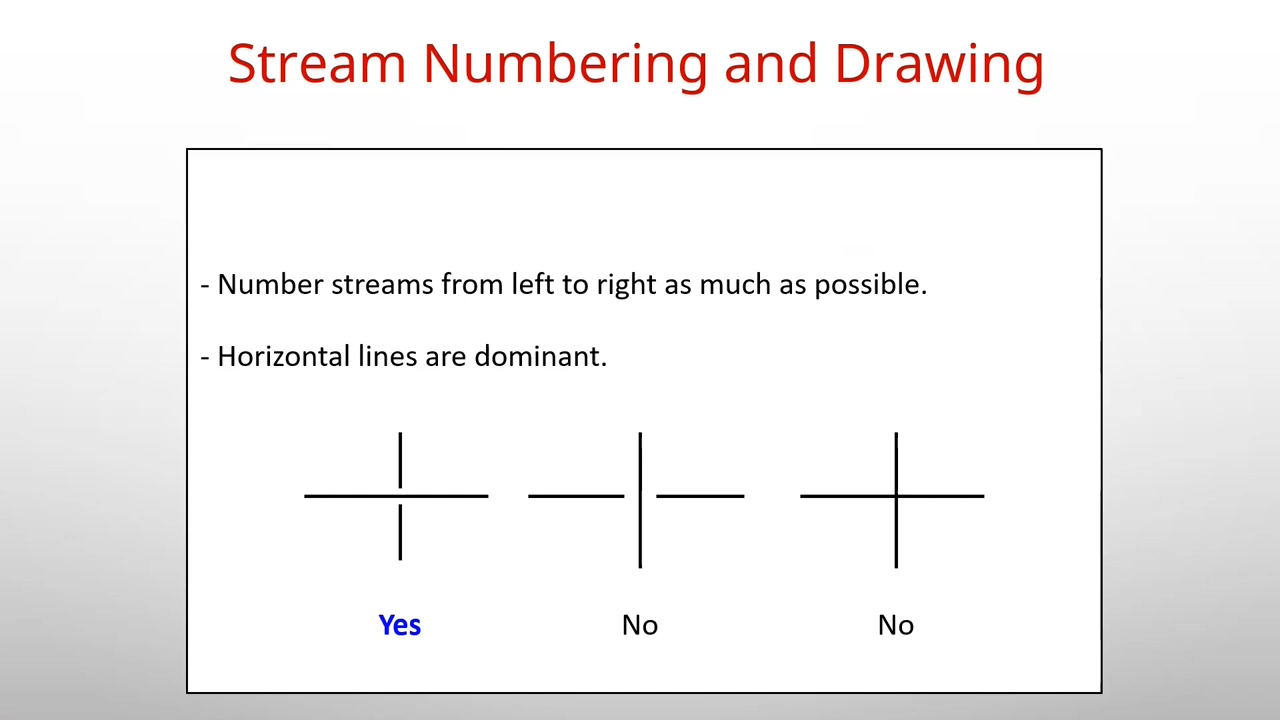 Stream Numbering and Drawing
- Number streams from left to right as much as possible.
- Horizontal lines are dominant.
Yes No No